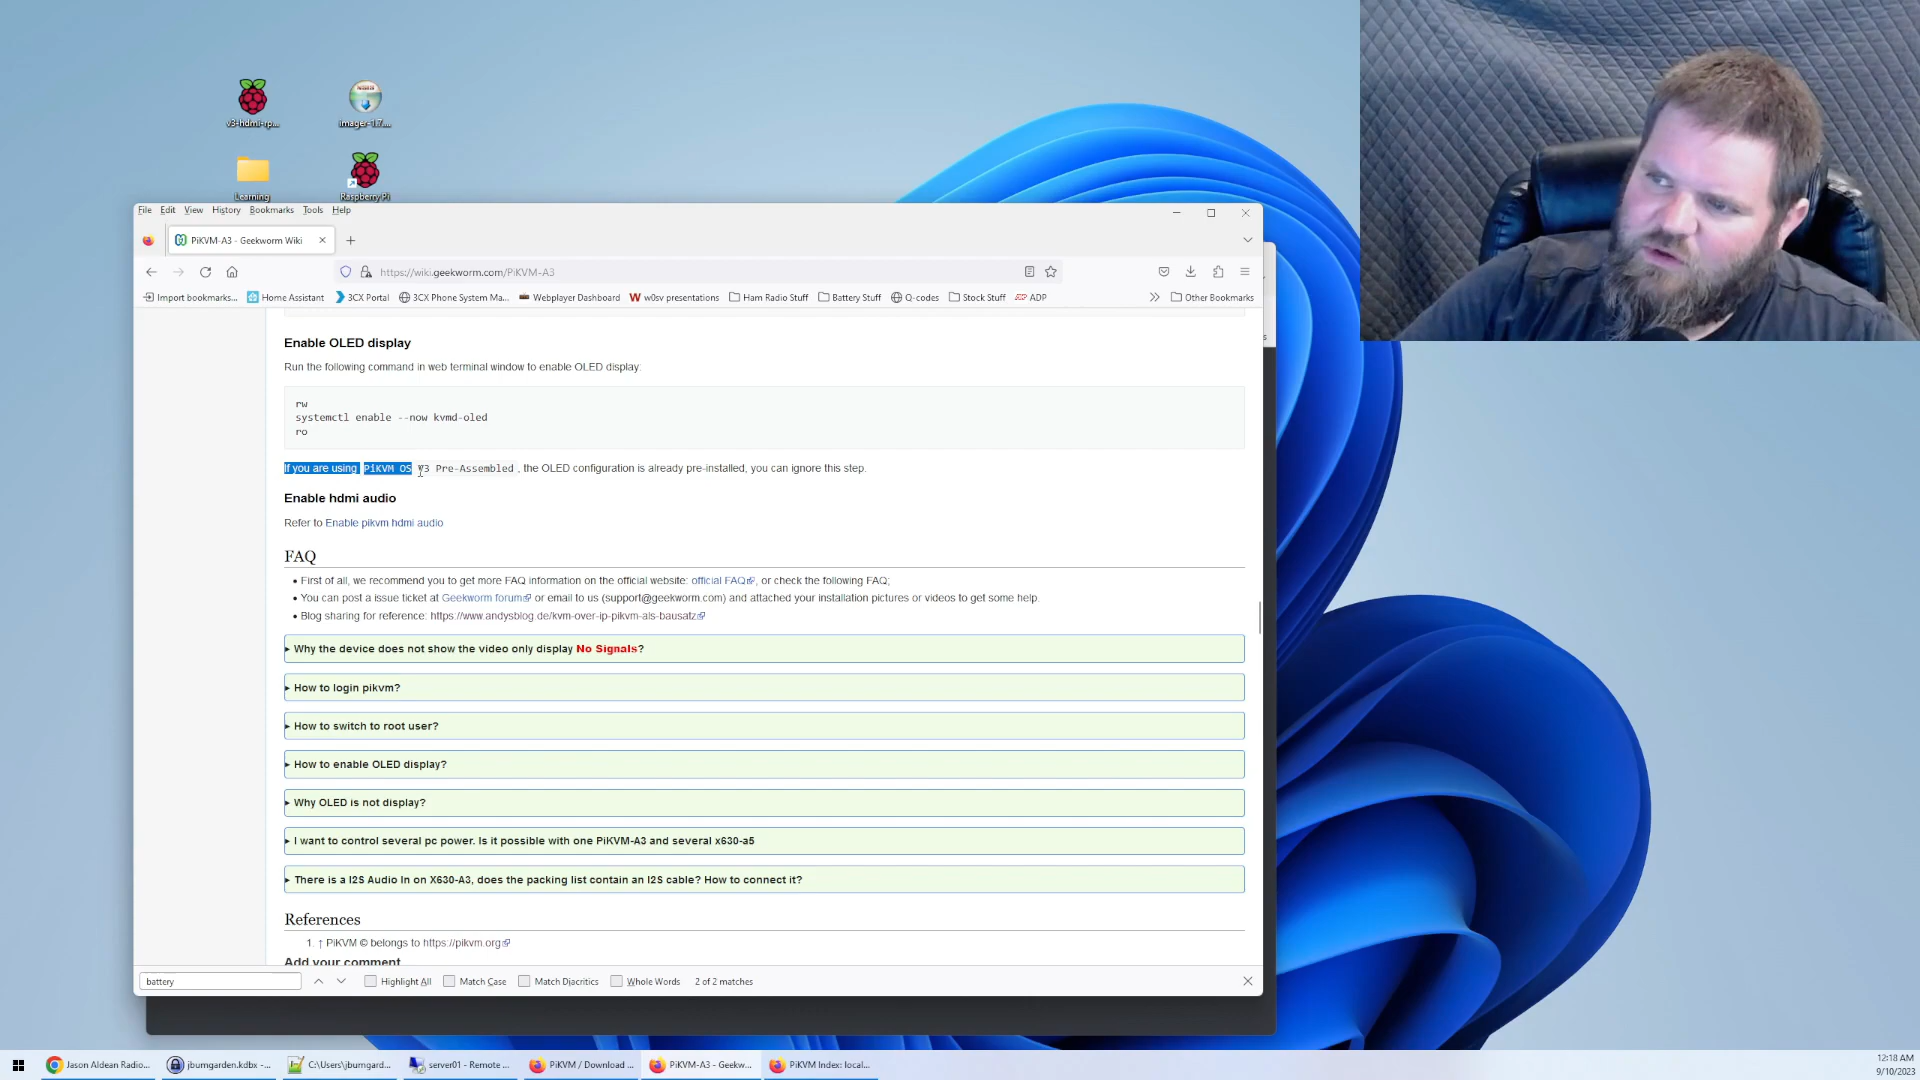 v3-hdmi-rp...
imager-1.7....
Learning
Raspberry Pi
File Edit View History Bookmarks Tools Help
PiKVM-A3 - Geekworm Wiki
https://wiki.geekworm.com/PiKVM-A3
Import bookmarks... Home Assistant 3CX Portal 3CX Phone System Ma... Webplayer Dashboard W w0sv presentations Ham Radio Stuff Battery Stuff Q-codes Stock Stuff ADP Other Bookmarks
Enable OLED display
Run the following command in web terminal window to enable OLED display:
rw
systemctl enable --now kvmd-oled
ro
If you are using PiKVM OS V3 Pre-Assembled , the OLED configuration is already pre-installed, you can ignore this step.
Enable hdmi audio
Refer to Enable pikvm hdmi audio
FAQ
• First of all, we recommend you to get more FAQ information on the official website: official FAQ, or check the following FAQ;
• You can post a issue ticket at Geekworm forum or email to us (support@geekworm.com) and attached your installation pictures or videos to get some help.
• Blog sharing for reference: https://www.andysblog.de/kvm-over-ip-pikvm-als-bausatz
Why the device does not show the video only display No Signals?
How to login pikvm?
How to switch to root user?
How to enable OLED display?
Why OLED is not display?
I want to control several pc power. Is it possible with one PiKVM-A3 and several x630-a5
There is a I2S Audio In on X630-A3, does the packing list contain an I2S cable? How to connect it?
References
1. ↑ PiKVM © belongs to https://pikvm.org
Add your comment
battery Highlight All Match Case Match Diacritics Whole Words 2 of 2 matches
Jason Aldean Radio... jbumgarden.kdbx -... C:\Users\jbumgard... server01 - Remote ... PiKVM / Download ... PiKVM-A3 - Geekw... PiKVM Index: local...
12:18 AM
9/10/2023